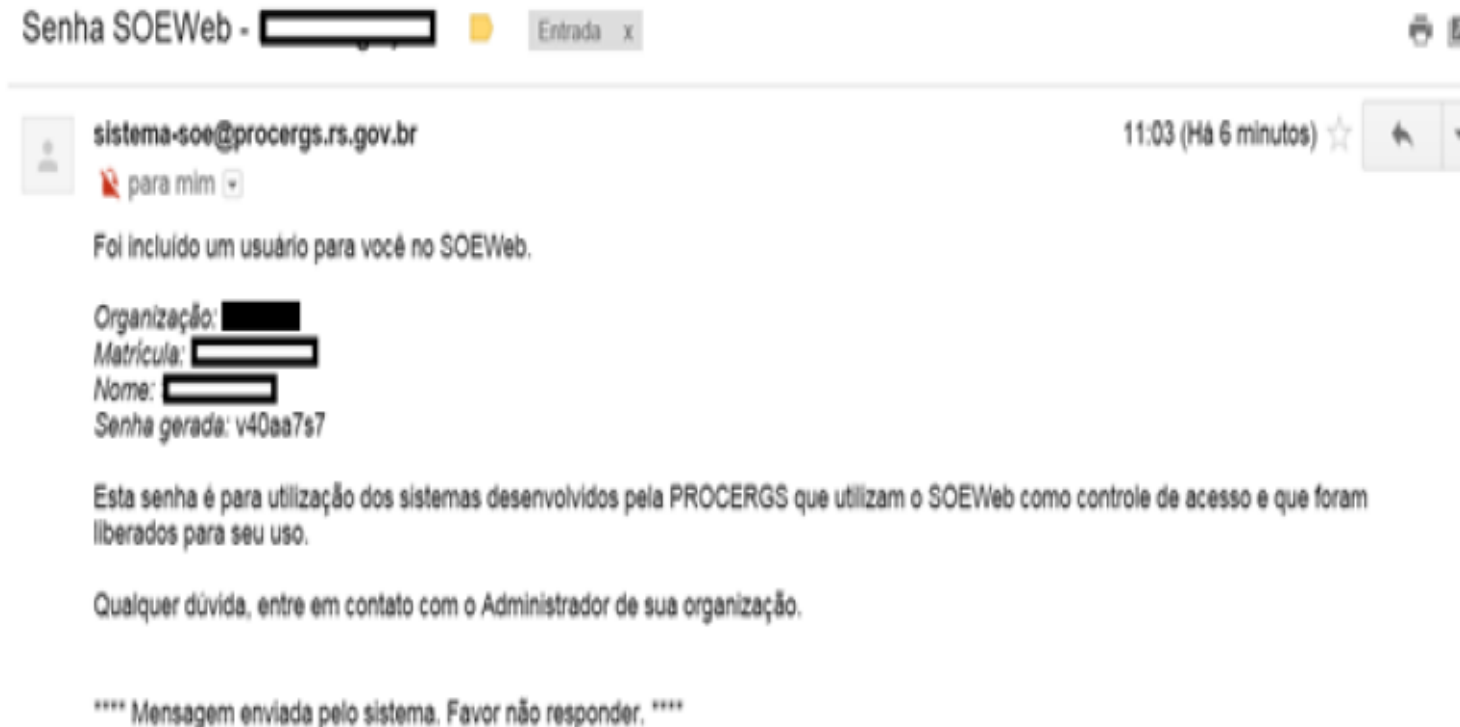 Senha SOEWeb -
Entrada x
sistema-soe@procergs.rs.gov.br
11:03 (Há 6 minutos)
para mim
Foi incluído um usuário para você no SOEWeb.
Organização:
Matrícula:
Nome:
Senha gerada: v40aa7s7
Esta senha é para utilização dos sistemas desenvolvidos pela PROCERGS que utilizam o SOEWeb como controle de acesso e que foram
liberados para seu uso.
Qualquer dúvida, entre em contato com o Administrador de sua organização.
**** Mensagem enviada pelo sistema. Favor não responder. ****